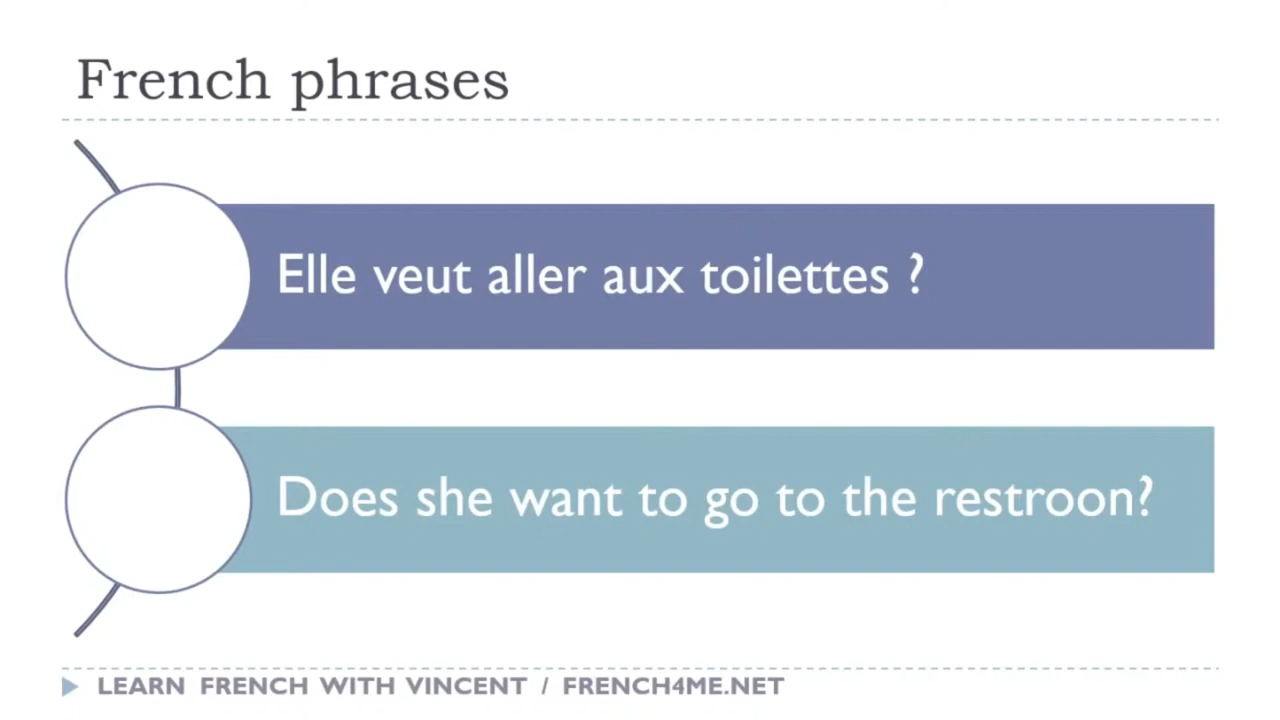 French phrases
Elle veut aller aux toilettes ?
Does she want to go to the restroon?
LEARN FRENCH WITH VINCENT / FRENCH4ME.NET